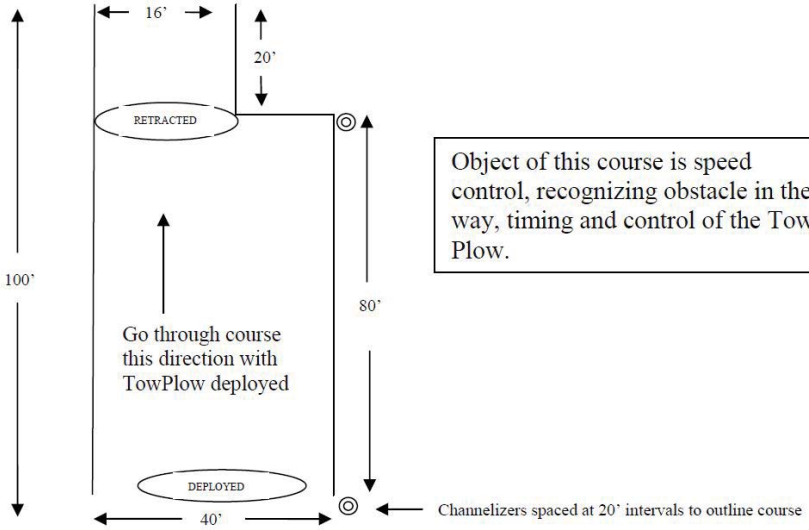 16’
20’
RETRACTED
Object of this course is speed
control, recognizing obstacle in the
way, timing and control of the Tow
Plow.
100’
80’
Go through course
this direction with
TowPlow deployed
DEPLOYED
Channelizers spaced at 20’ intervals to outline course
40’